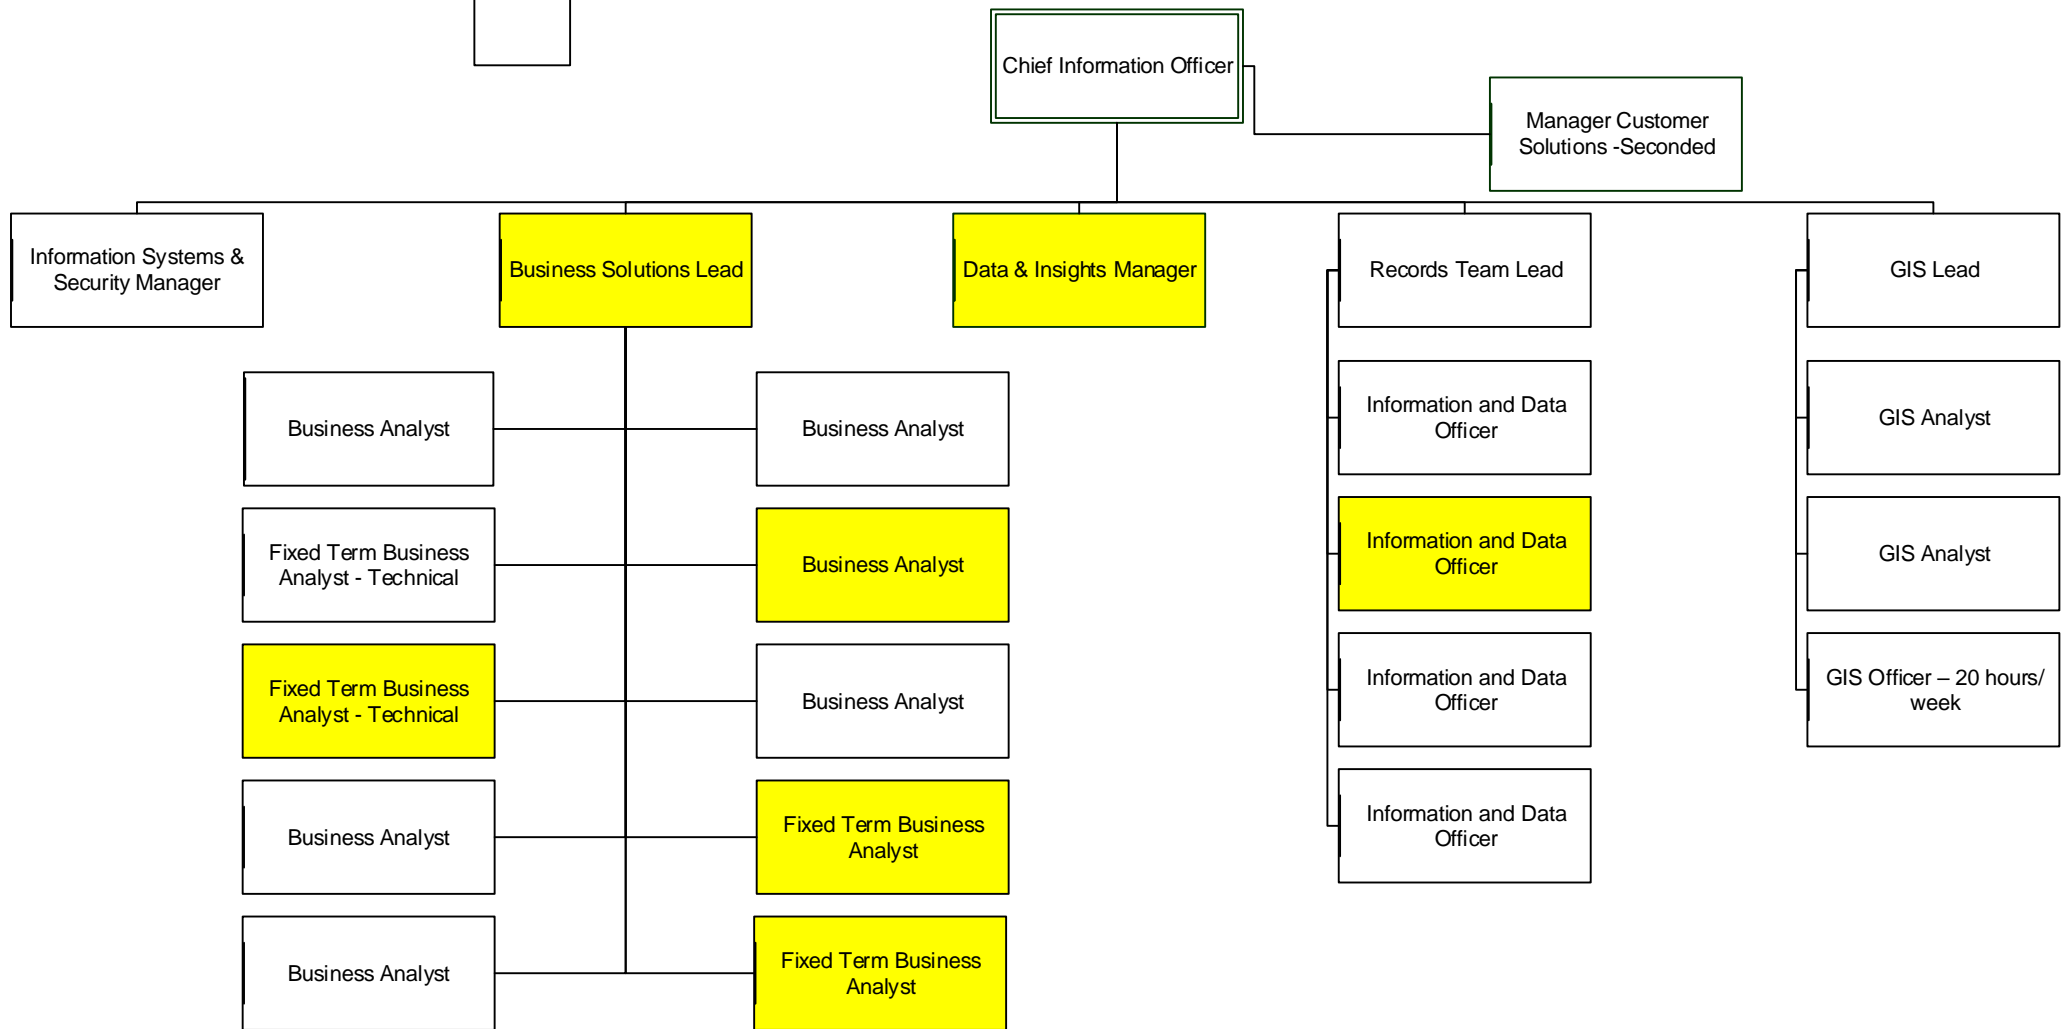 Chief Information Officer
Manager Customer
Solutions -Seconded
Information Systems &
Security Manager
Business Solutions Lead
Data & Insights Manager
Records Team Lead
GIS Lead
Business Analyst
Business Analyst
Information and Data
Officer
GIS Analyst
Fixed Term Business
Analyst - Technical
Business Analyst
Information and Data
Officer
GIS Analyst
Fixed Term Business
Analyst - Technical
Business Analyst
Information and Data
Officer
GIS Officer – 20 hours/
week
Business Analyst
Fixed Term Business
Analyst
Information and Data
Officer
Business Analyst
Fixed Term Business
Analyst